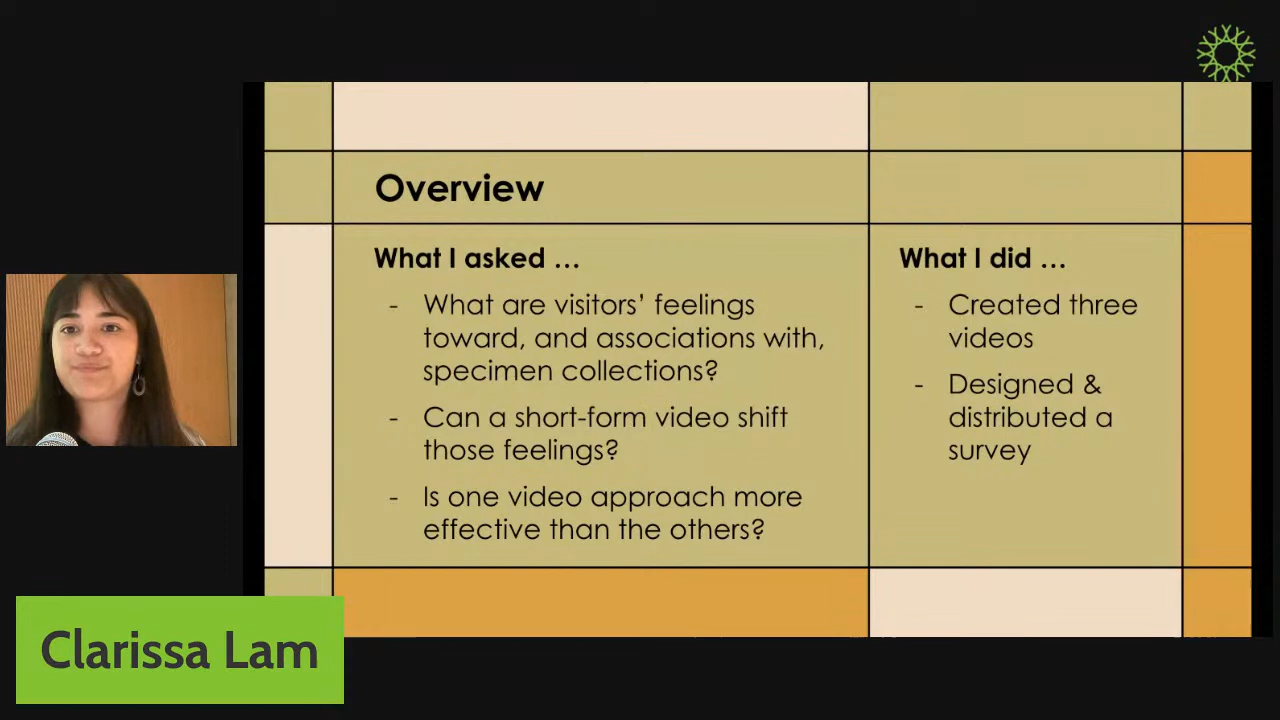 Overview
What I asked …
- What are visitors’ feelings
toward, and associations with,
specimen collections?
- Can a short-form video shift
those feelings?
- Is one video approach more
effective than the others?
What I did …
- Created three
videos
- Designed &
distributed a
survey
Clarissa Lam